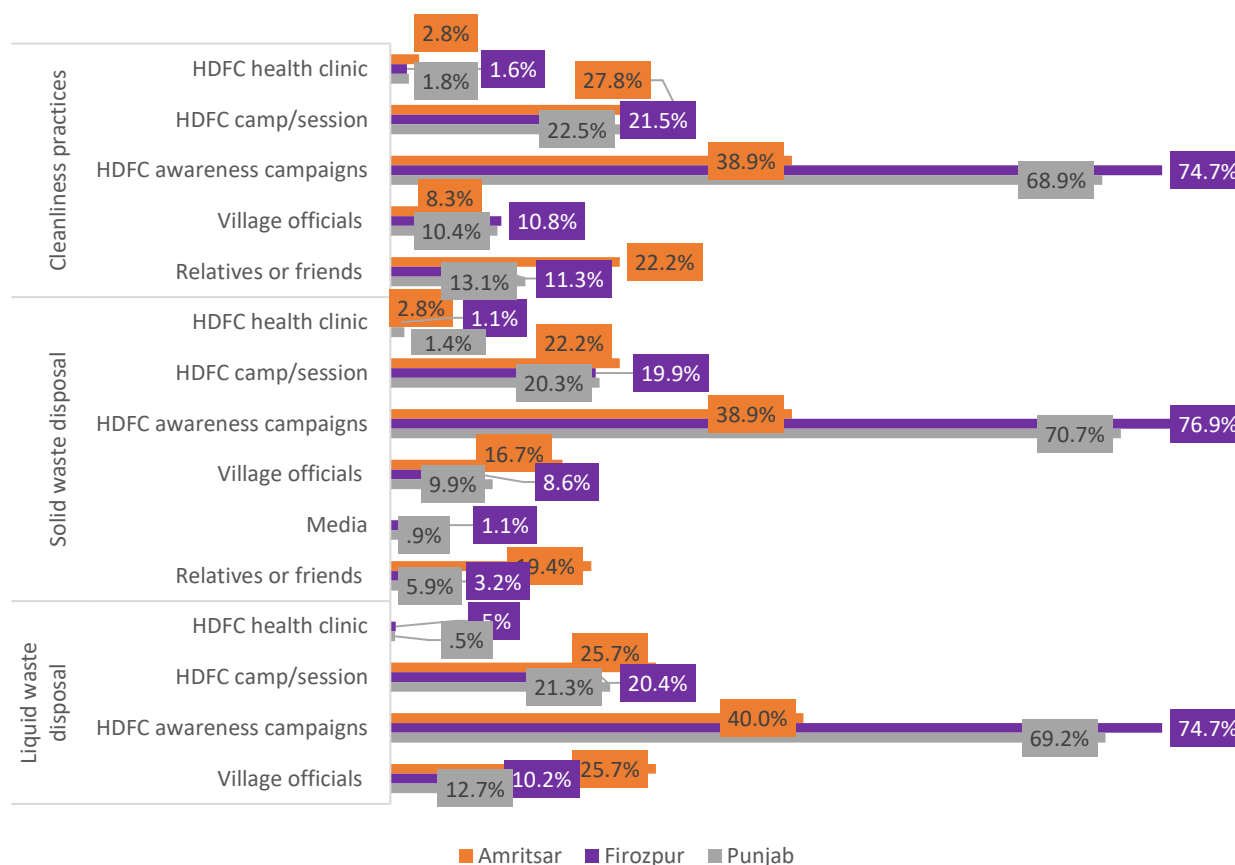 Cleanliness practices
HDFC health clinic
2.8%
1.6%
1.8%
HDFC camp/session
27.8%
21.5%
22.5%
HDFC awareness campaigns
38.9%
74.7%
68.9%
Village officials
8.3%
10.8%
10.4%
Relatives or friends
22.2%
11.3%
13.1%
Solid waste disposal
HDFC health clinic
2.8%
1.1%
1.4%
HDFC camp/session
22.2%
19.9%
20.3%
HDFC awareness campaigns
38.9%
76.9%
70.7%
Village officials
16.7%
8.6%
9.9%
Media
1.1%
.9%
Relatives or friends
19.4%
3.2%
5.9%
Liquid waste
disposal
HDFC health clinic
.5%
.5%
HDFC camp/session
25.7%
20.4%
21.3%
HDFC awareness campaigns
40.0%
74.7%
69.2%
Village officials
25.7%
10.2%
12.7%
Amritsar Firozpur Punjab